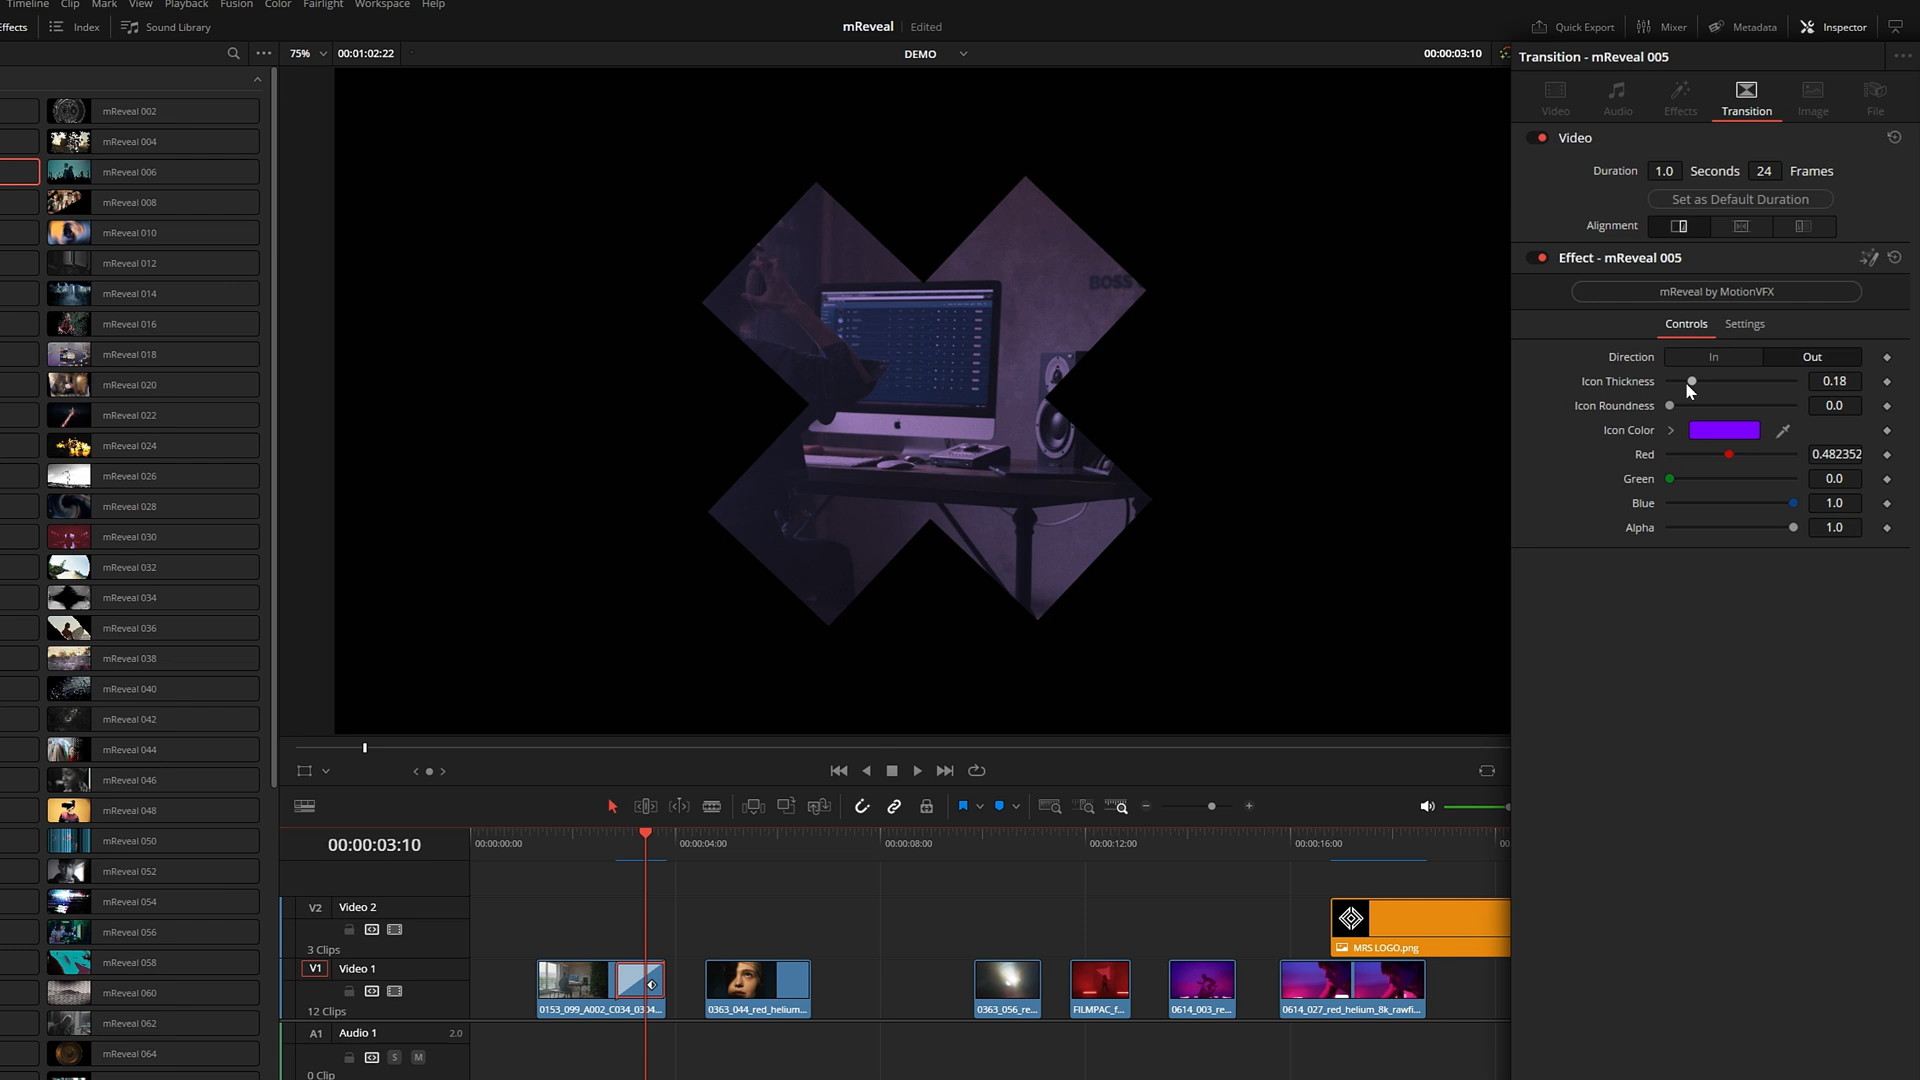 Timeline Clip Mark View Playback Fusion Color Fairlight Workspace Help
Effects Index Sound Library mReveal Edited Quick Export Mixer Metadata Inspector
75% 00:01:02:22 DEMO 00:00:03:10
Transition - mReveal 005
Video Audio Effects Transition Image File
Video
Duration 1.0 Seconds 24 Frames
Set as Default Duration
Alignment
Effect - mReveal 005
mReveal by MotionVFX
Controls Settings
Direction In Out
Icon Thickness 0.18
Icon Roundness 0.0
Icon Color
Red 0.482352
Green 0.0
Blue 1.0
Alpha 1.0
mReveal 002
mReveal 004
mReveal 006
mReveal 008
mReveal 010
mReveal 012
mReveal 014
mReveal 016
mReveal 018
mReveal 020
mReveal 022
mReveal 024
mReveal 026
mReveal 028
mReveal 030
mReveal 032
mReveal 034
mReveal 036
mReveal 038
mReveal 040
mReveal 042
mReveal 044
mReveal 046
mReveal 048
mReveal 050
mReveal 052
mReveal 054
mReveal 056
mReveal 058
mReveal 060
mReveal 062
mReveal 064
BOSS
00:00:03:10 00:00:00:00 00:00:04:00 00:00:08:00 00:00:12:00 00:00:16:00 00
V2 Video 2
3 Clips
MRS LOGO.png
V1 Video 1
12 Clips
0153_099_A002_C034_0304... 0363_044_red_helium... 0363_056_re... FILMPAC_f... 0614_003_re... 0614_027_red_helium_8k_rawfi...
A1 Audio 1 2.0
S M
0 Clip